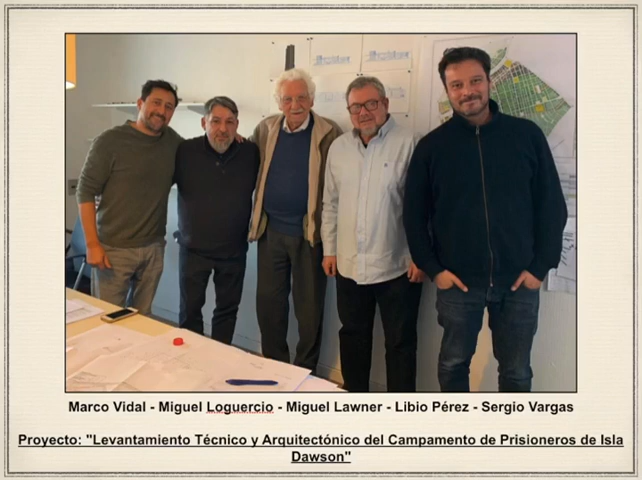 Marco Vidal - Miguel Loguercio - Miguel Lawner - Libio Pérez - Sergio Vargas
Proyecto: "Levantamiento Técnico y Arquitectónico del Campamento de Prisioneros de Isla
Dawson"